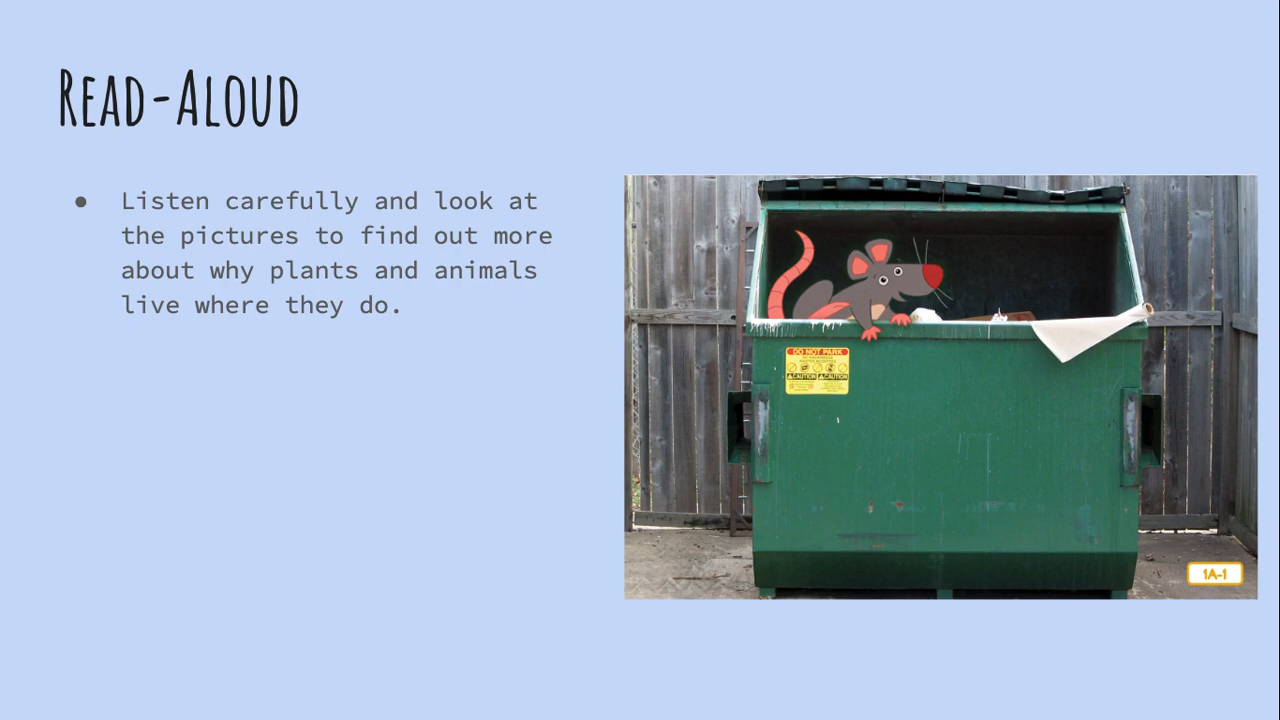 Read-Aloud
● Listen carefully and look at
the pictures to find out more
about why plants and animals
live where they do.
DO NOT PARK
CAUTION CAUTION
1A-1